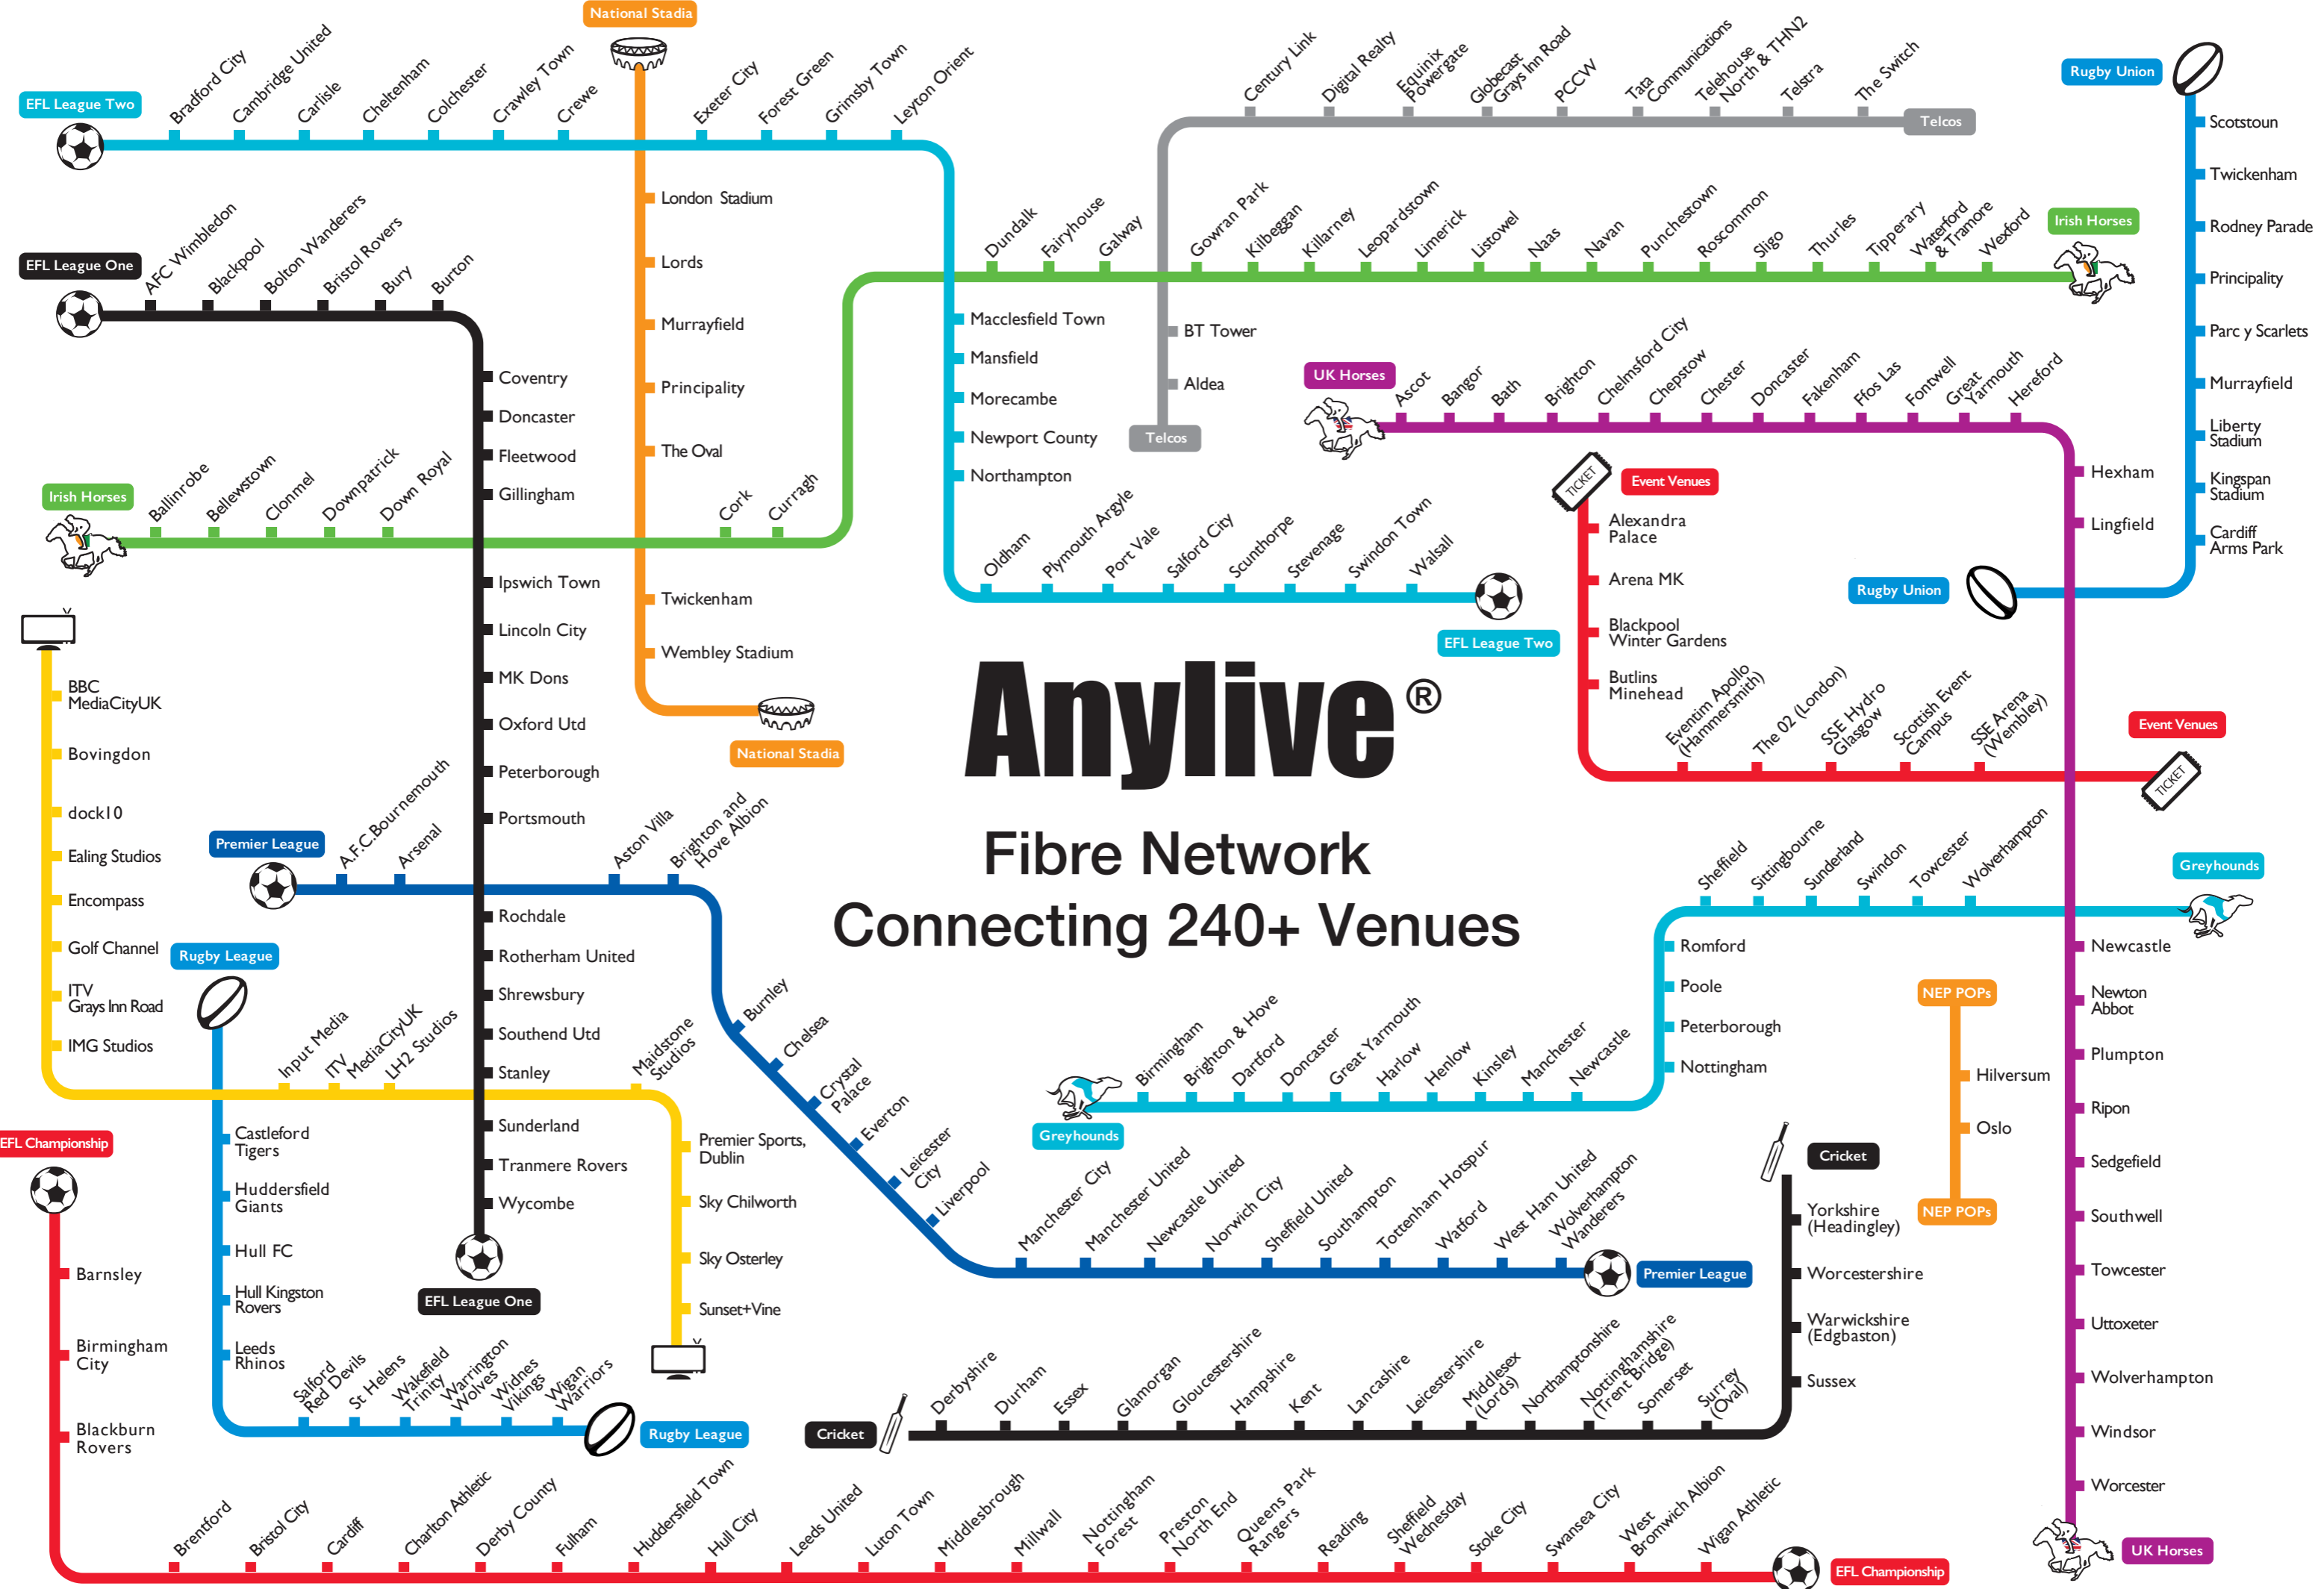 National Stadia
EFL League Two
Bradford City
Cambridge United
Carlisle
Cheltenham
Colchester
Crawley Town
Crewe
Exeter City
Forest Green
Grimsby Town
Leyton Orient
Macclesfield Town
Mansfield
Morecambe
Newport County
Northampton
Oldham
Plymouth Argyle
Port Vale
Salford City
Scunthorpe
Stevenage
Swindon Town
Walsall
EFL League Two
London Stadium
Lords
Murrayfield
Principality
The Oval
Twickenham
Wembley Stadium
National Stadia
Century Link
Digital Realty
Equinix
Powergate
Globecast
Grays Inn Road
PCCW
Tata
Communications
Telehouse
North & THN2
Telstra
The Switch
Telcos
BT Tower
Aldea
Telcos
Rugby Union
Scotstoun
Twickenham
Rodney Parade
Principality
Parc y Scarlets
Murrayfield
Liberty
Stadium
Kingspan
Stadium
Cardiff
Arms Park
Rugby Union
EFL League One
AFC Wimbledon
Blackpool
Bolton Wanderers
Bristol Rovers
Bury
Burton
Coventry
Doncaster
Fleetwood
Gillingham
Ipswich Town
Lincoln City
MK Dons
Oxford Utd
Peterborough
Portsmouth
Rochdale
Rotherham United
Shrewsbury
Southend Utd
Stanley
Sunderland
Tranmere Rovers
Wycombe
EFL League One
Irish Horses
Ballinrobe
Bellewstown
Clonmel
Downpatrick
Down Royal
Cork
Curragh
Dundalk
Fairyhouse
Galway
Gowran Park
Kilbeggan
Killarney
Leopardstown
Limerick
Listowel
Naas
Navan
Punchestown
Roscommon
Sligo
Thurles
Tipperary
Waterford
& Tramore
Wexford
Irish Horses
UK Horses
Ascot
Bangor
Bath
Brighton
Chelmsford City
Chepstow
Chester
Doncaster
Fakenham
Ffos Las
Fontwell
Great
Yarmouth
Hereford
Hexham
Lingfield
Newcastle
Newton
Abbot
Plumpton
Ripon
Sedgefield
Southwell
Towcester
Uttoxeter
Wolverhampton
Windsor
Worcester
UK Horses
TICKET
Event Venues
Alexandra
Palace
Arena MK
Blackpool
Winter Gardens
Butlins
Minehead
Eventim Apollo
(Hammersmith)
The 02 (London)
SSE Hydro
Glasgow
Scottish Event
Campus
SSE Arena
(Wembley)
Event Venues
TICKET
Anylive®
Fibre Network
Connecting 240+ Venues
BBC
MediaCityUK
Bovingdon
dock10
Ealing Studios
Encompass
Golf Channel
ITV
Grays Inn Road
IMG Studios
Input Media
ITV
MediaCityUK
LH2 Studios
Maidstone
Studios
Premier Sports,
Dublin
Sky Chilworth
Sky Osterley
Sunset+Vine
Premier League
A.F.C.Bournemouth
Arsenal
Aston Villa
Brighton and
Hove Albion
Burnley
Chelsea
Crystal
Palace
Everton
Leicester
City
Liverpool
Manchester City
Manchester United
Newcastle United
Norwich City
Sheffield United
Southampton
Tottenham Hotspur
Watford
West Ham United
Wolverhampton
Wanderers
Premier League
Rugby League
Castleford
Tigers
Huddersfield
Giants
Hull FC
Hull Kingston
Rovers
Leeds
Rhinos
Salford
Red Devils
St Helens
Wakefield
Trinity
Warrington
Wolves
Widnes
Vikings
Wigan
Warriors
Rugby League
Greyhounds
Birmingham
Brighton & Hove
Dartford
Doncaster
Great Yarmouth
Harlow
Henlow
Kinsley
Manchester
Newcastle
Nottingham
Peterborough
Poole
Romford
Sheffield
Sittingbourne
Sunderland
Swindon
Towcester
Wolverhampton
Greyhounds
NEP POPs
Hilversum
Oslo
NEP POPs
Cricket
Yorkshire
(Headingley)
Worcestershire
Warwickshire
(Edgbaston)
Sussex
Cricket
Derbyshire
Durham
Essex
Glamorgan
Gloucestershire
Hampshire
Kent
Lancashire
Leicestershire
Middlesex
(Lords)
Northamptonshire
Nottinghamshire
(Trent Bridge)
Somerset
Surrey
(Oval)
EFL Championship
Barnsley
Birmingham
City
Blackburn
Rovers
Brentford
Bristol City
Cardiff
Charlton Athletic
Derby County
Fulham
Huddersfield Town
Hull City
Leeds United
Luton Town
Middlesbrough
Millwall
Nottingham
Forest
Preston
North End
Queens Park
Rangers
Reading
Sheffield
Wednesday
Stoke City
Swansea City
West
Bromwich Albion
Wigan Athletic
EFL Championship